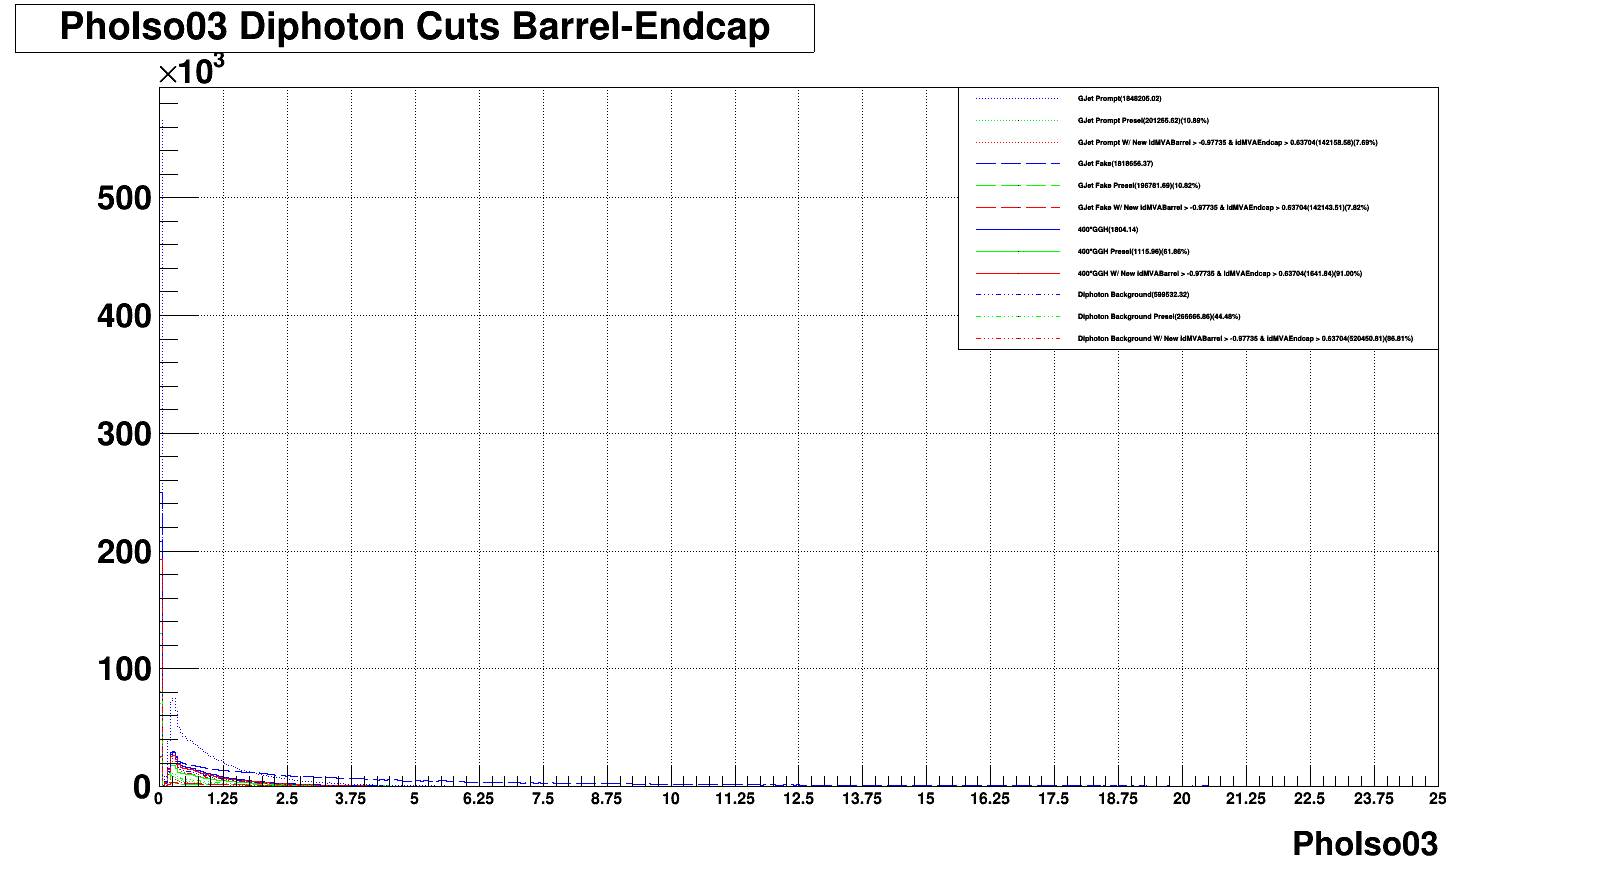 PhoIso03 Diphoton Cuts Barrel-Endcap
×10³
GJet Prompt(1848205.02)
GJet Prompt Presel(201255.62)(10.89%)
GJet Prompt W/ New IdMVABarrel > -0.97735 & IdMVAEndcap > 0.63704(142158.58)(7.69%)
GJet Fake(1818656.37)
GJet Fake Presel(196781.69)(10.82%)
GJet Fake W/ New IdMVABarrel > -0.97735 & IdMVAEndcap > 0.63704(142143.51)(7.82%)
400*GGH(1804.14)
400*GGH Presel(1115.96)(61.86%)
400*GGH W/ New IdMVABarrel > -0.97735 & IdMVAEndcap > 0.63704(1641.84)(91.00%)
Diphoton Background(599532.32)
Diphoton Background Presel(266666.86)(44.48%)
Diphoton Background W/ New IdMVABarrel > -0.97735 & IdMVAEndcap > 0.63704(520450.81)(86.81%)
500
400
300
200
100
0
0 1.25 2.5 3.75 5 6.25 7.5 8.75 10 11.25 12.5 13.75 15 16.25 17.5 18.75 20 21.25 22.5 23.75 25
PhoIso03